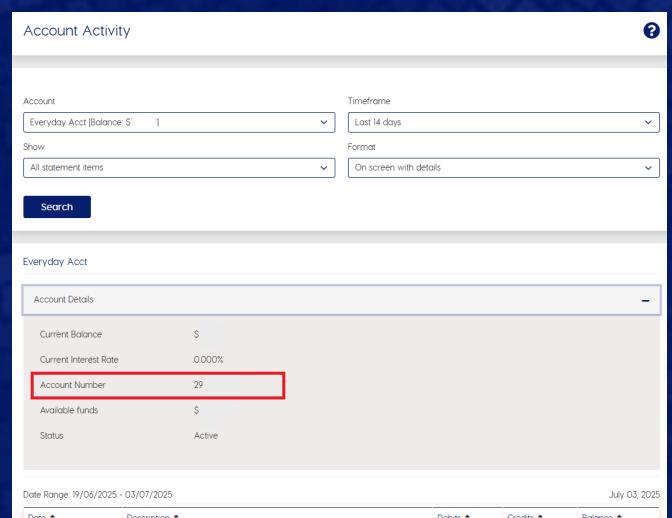 Account Activity
?
Account
Timeframe
Everyday Acct [Balance: $ ]
Last 14 days
Show
Format
All statement items
On screen with details
Search
Everyday Acct
Account Details
Current Balance $
Current Interest Rate 0.000%
Account Number 29
Available funds $
Status Active
Date Range: 19/06/2025 - 03/07/2025 July 03, 2025
Date Description Debits Credits Balance